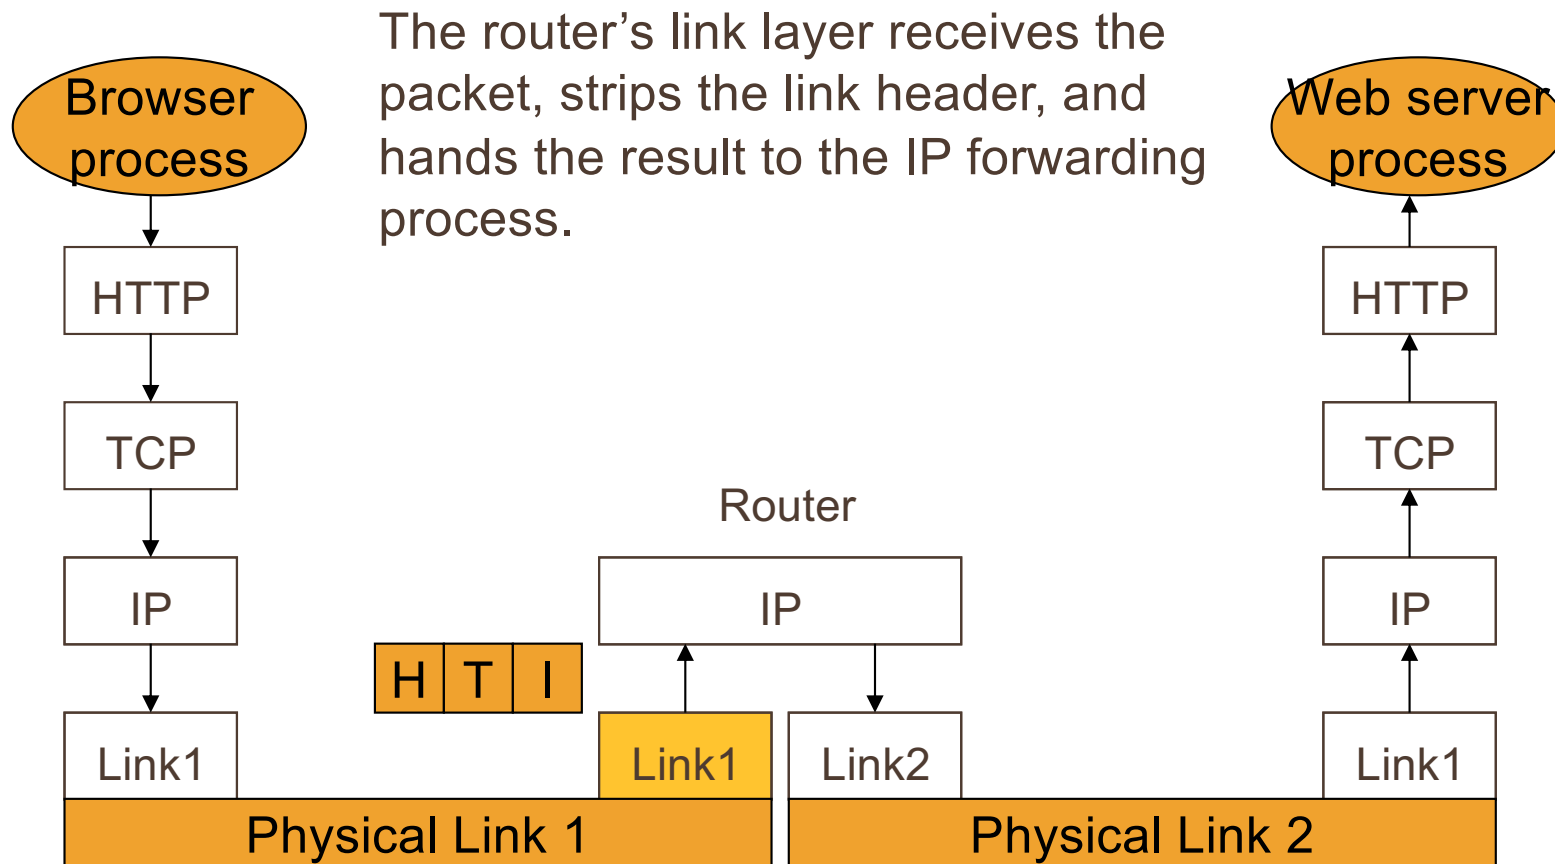 The router’s link layer receives the
packet, strips the link header, and
hands the result to the IP forwarding
process.
Browser
process
Web server
process
HTTP
HTTP
TCP
TCP
Router
IP
IP
IP
H T I
Link1
Link1
Link2
Link1
Physical Link 1
Physical Link 2